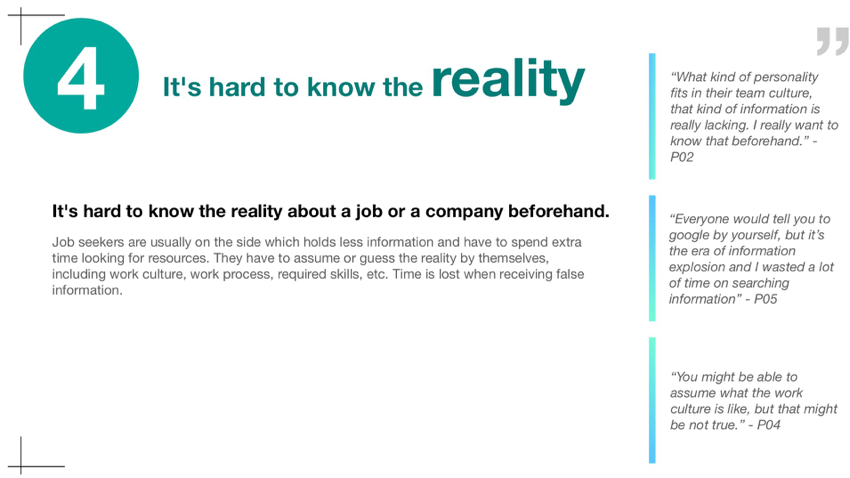 4
It's hard to know the reality
It's hard to know the reality about a job or a company beforehand.
Job seekers are usually on the side which holds less information and have to spend extra
time looking for resources. They have to assume or guess the reality by themselves,
including work culture, work process, required skills, etc. Time is lost when receiving false
information.
”
“What kind of personality
fits in their team culture,
that kind of information is
really lacking. I really want to
know that beforehand.” -
P02
“Everyone would tell you to
google by yourself, but it’s
the era of information
explosion and I wasted a lot
of time on searching
information” - P05
“You might be able to
assume what the work
culture is like, but that might
be not true.” - P04